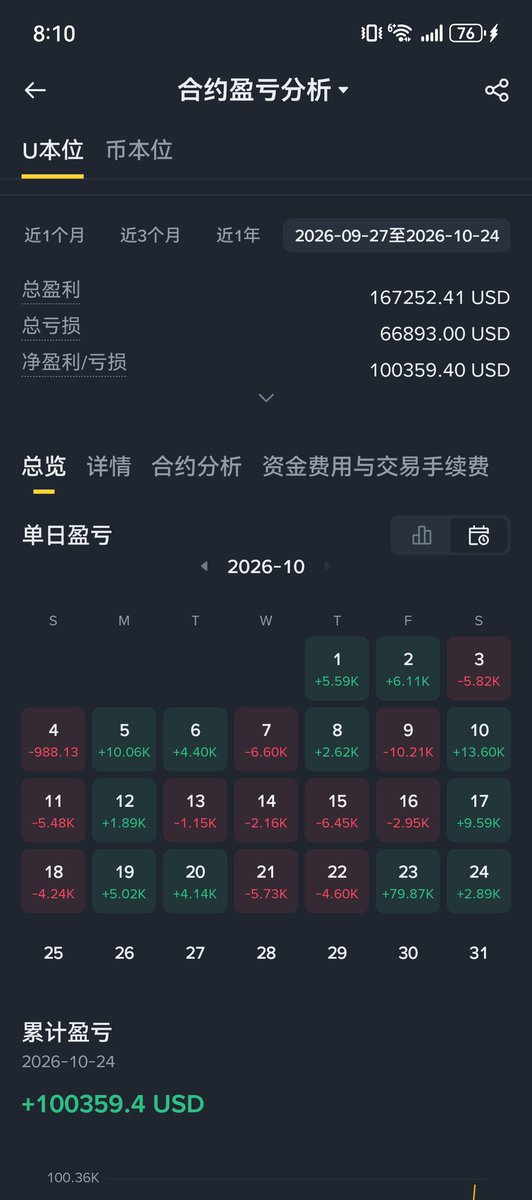 8:10
6+ 76
合约盈亏分析
U本位 币本位
近1个月 近3个月 近1年 2026-09-27至2026-10-24
总盈利 167252.41 USD
总亏损 66893.00 USD
净盈利/亏损 100359.40 USD
总览 详情 合约分析 资金费用与交易手续费
单日盈亏
2026-10
S M T W T F S
1 2 3
+5.59K +6.11K -5.82K
4 5 6 7 8 9 10
-988.13 +10.06K +4.40K -6.60K +2.62K -10.21K +13.60K
11 12 13 14 15 16 17
-5.48K +1.89K -1.15K -2.16K -6.45K -2.95K +9.59K
18 19 20 21 22 23 24
-4.24K +5.02K +4.14K -5.73K -4.60K +79.87K +2.89K
25 26 27 28 29 30 31
累计盈亏
2026-10-24
+100359.4 USD
100.36K